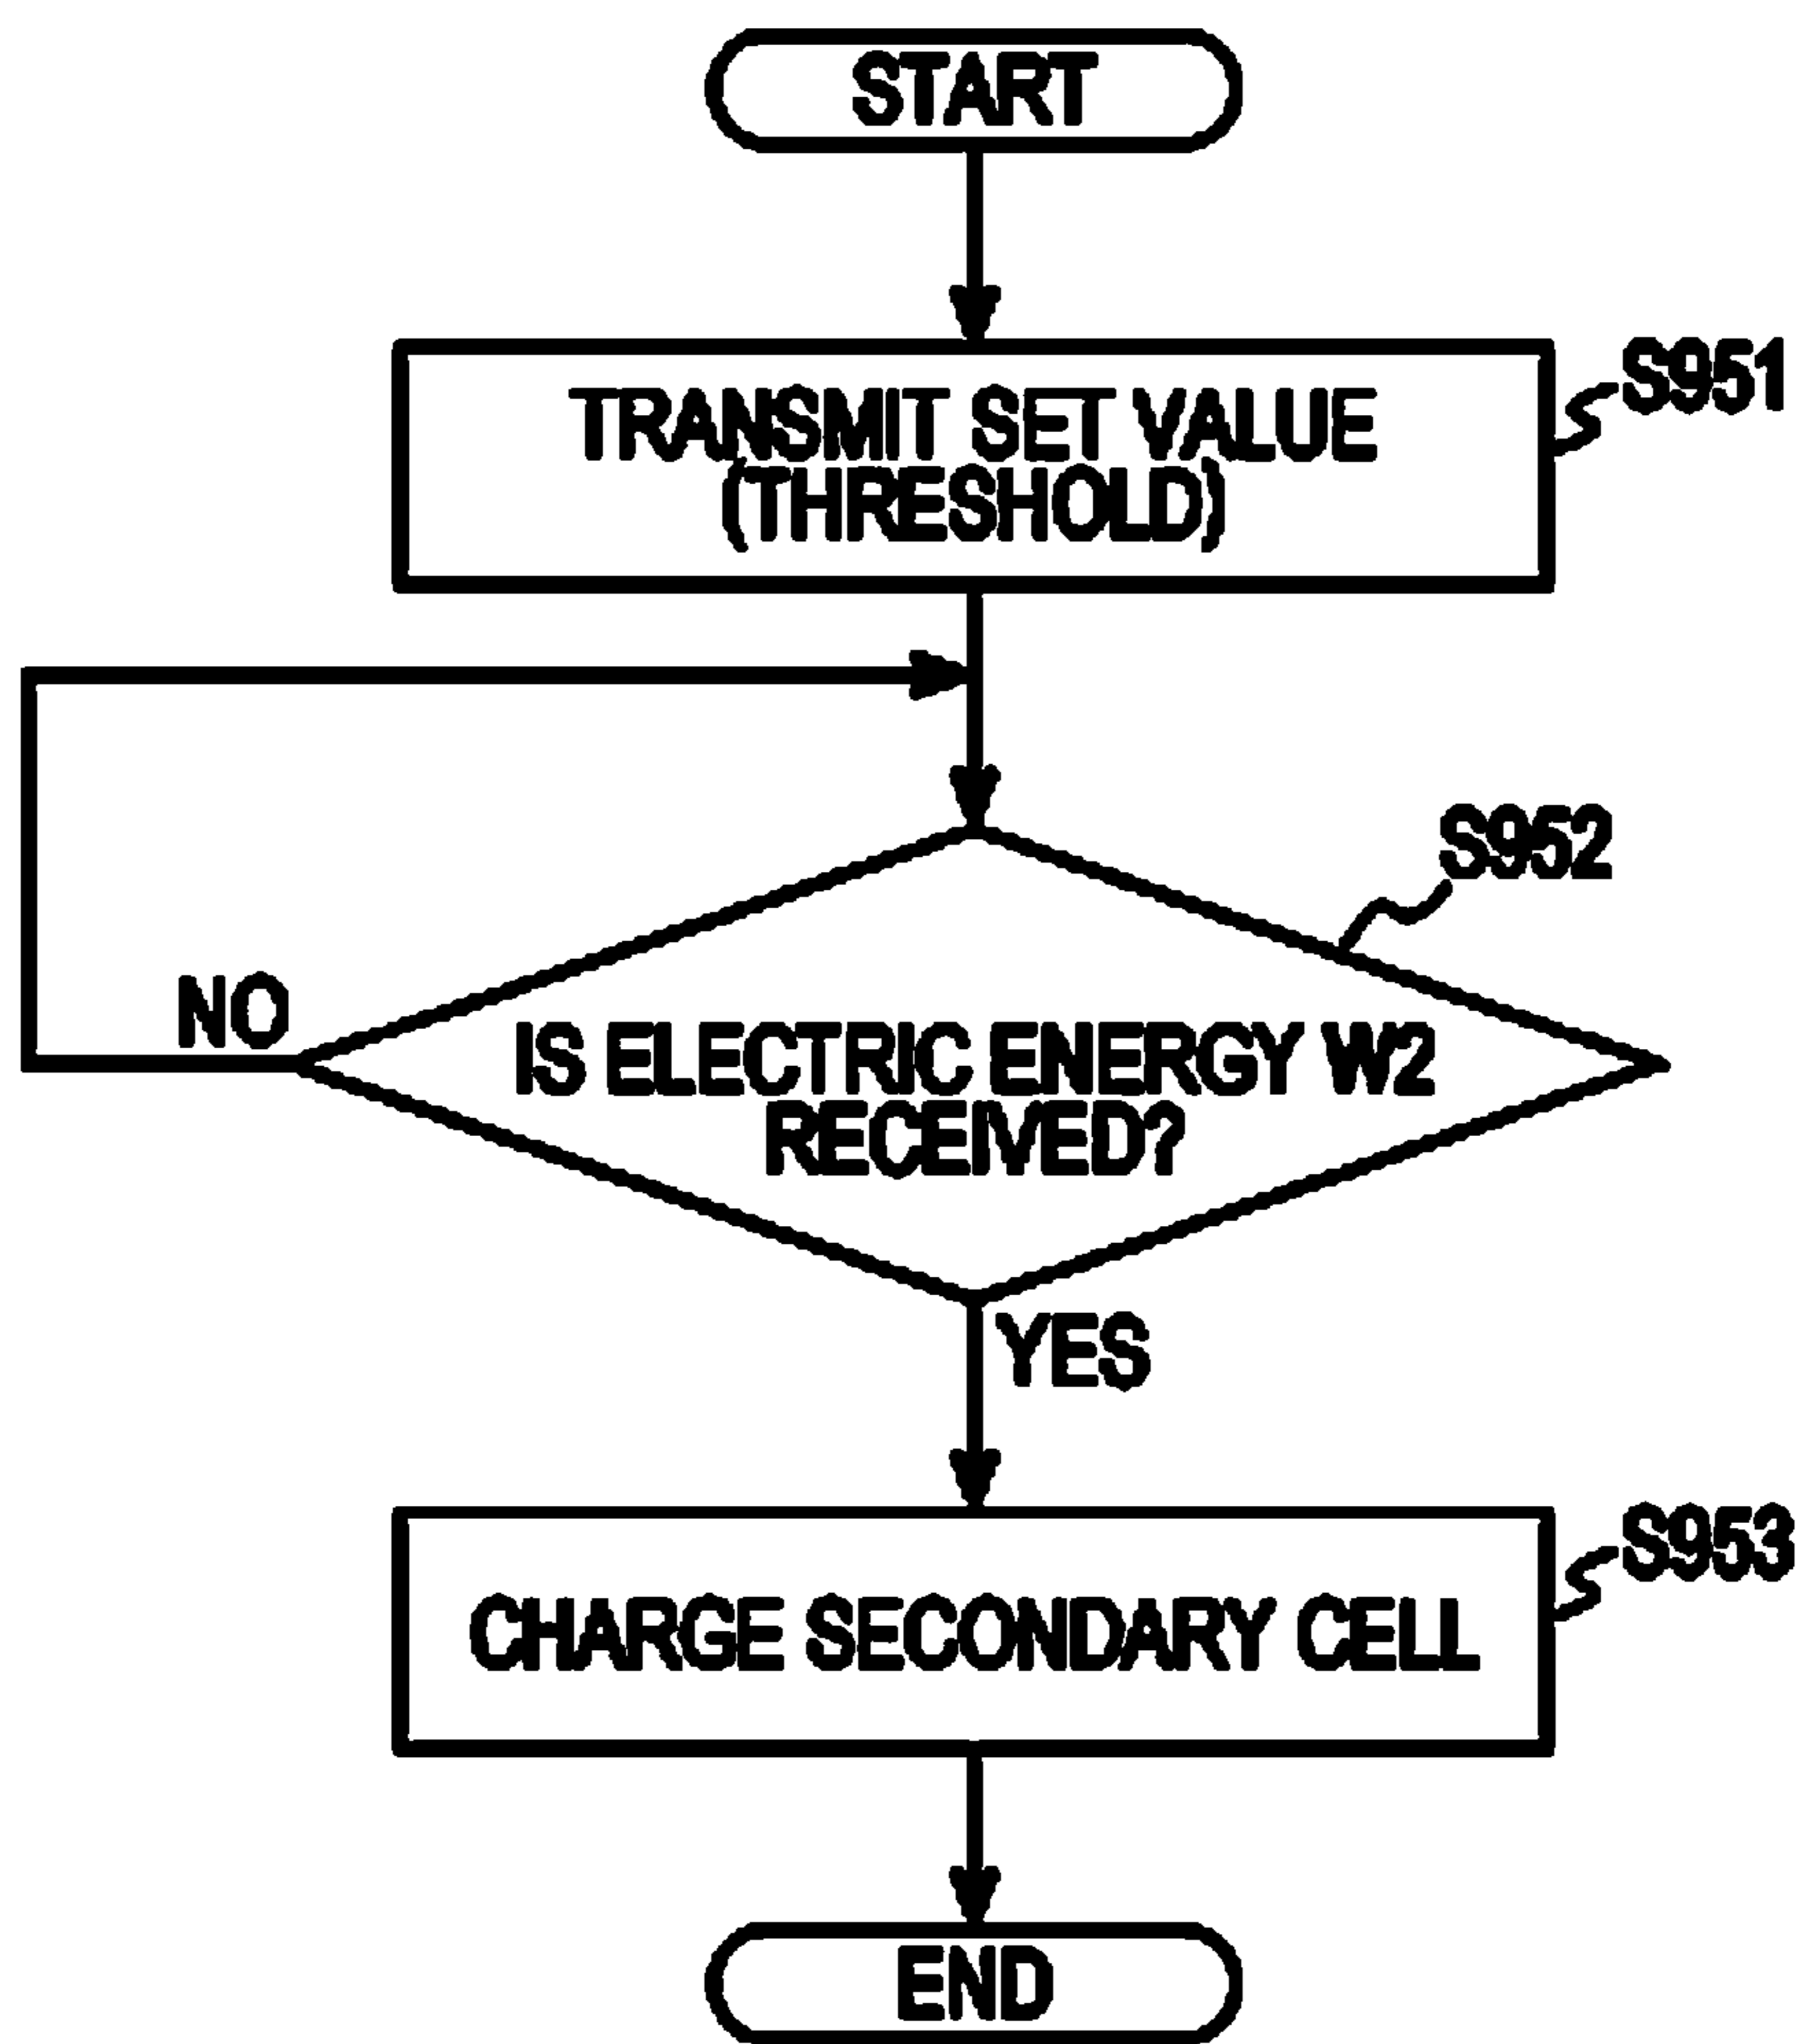 START
S951
TRANSMIT SET VALUE
(THRESHOLD)
S952
NO
IS ELECTRIC ENERGY W2
RECEIVED?
YES
S953
CHARGE SECONDARY CELL
END